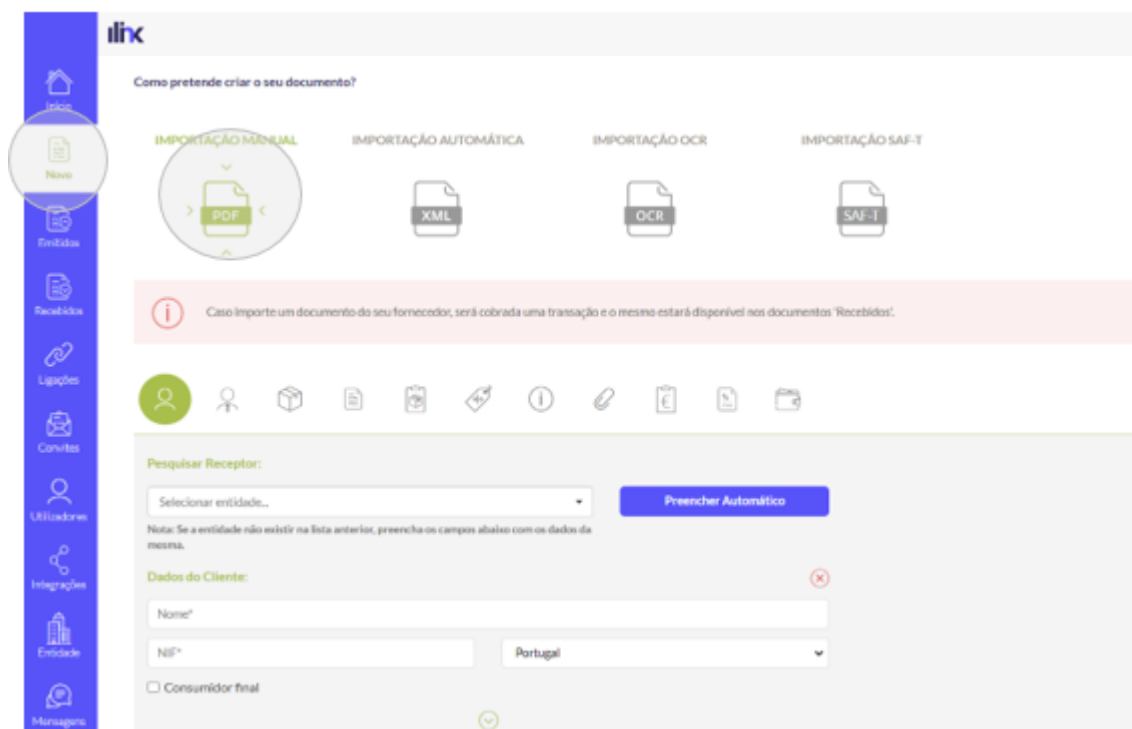 ilink
Como pretende criar o seu documento?
Início
Novo
Emitidos
Recebidos
Ligações
Convites
Utilizadores
Integrações
Entidade
Mensagens
IMPORTAÇÃO MANUAL
IMPORTAÇÃO AUTOMÁTICA
IMPORTAÇÃO OCR
IMPORTAÇÃO SAF-T
PDF
XML
OCR
SAF-T
Caso importe um documento do seu fornecedor, será cobrada uma transação e o mesmo estará disponível nos documentos 'Recebidos'.
Pesquisar Receptor:
Selecionar entidade...
Preencher Automático
Nota: Se a entidade não existir na lista anterior, preencha os campos abaixo com os dados da
mesma.
Dados do Cliente:
Nome*
NIF*
Portugal
Consumidor final